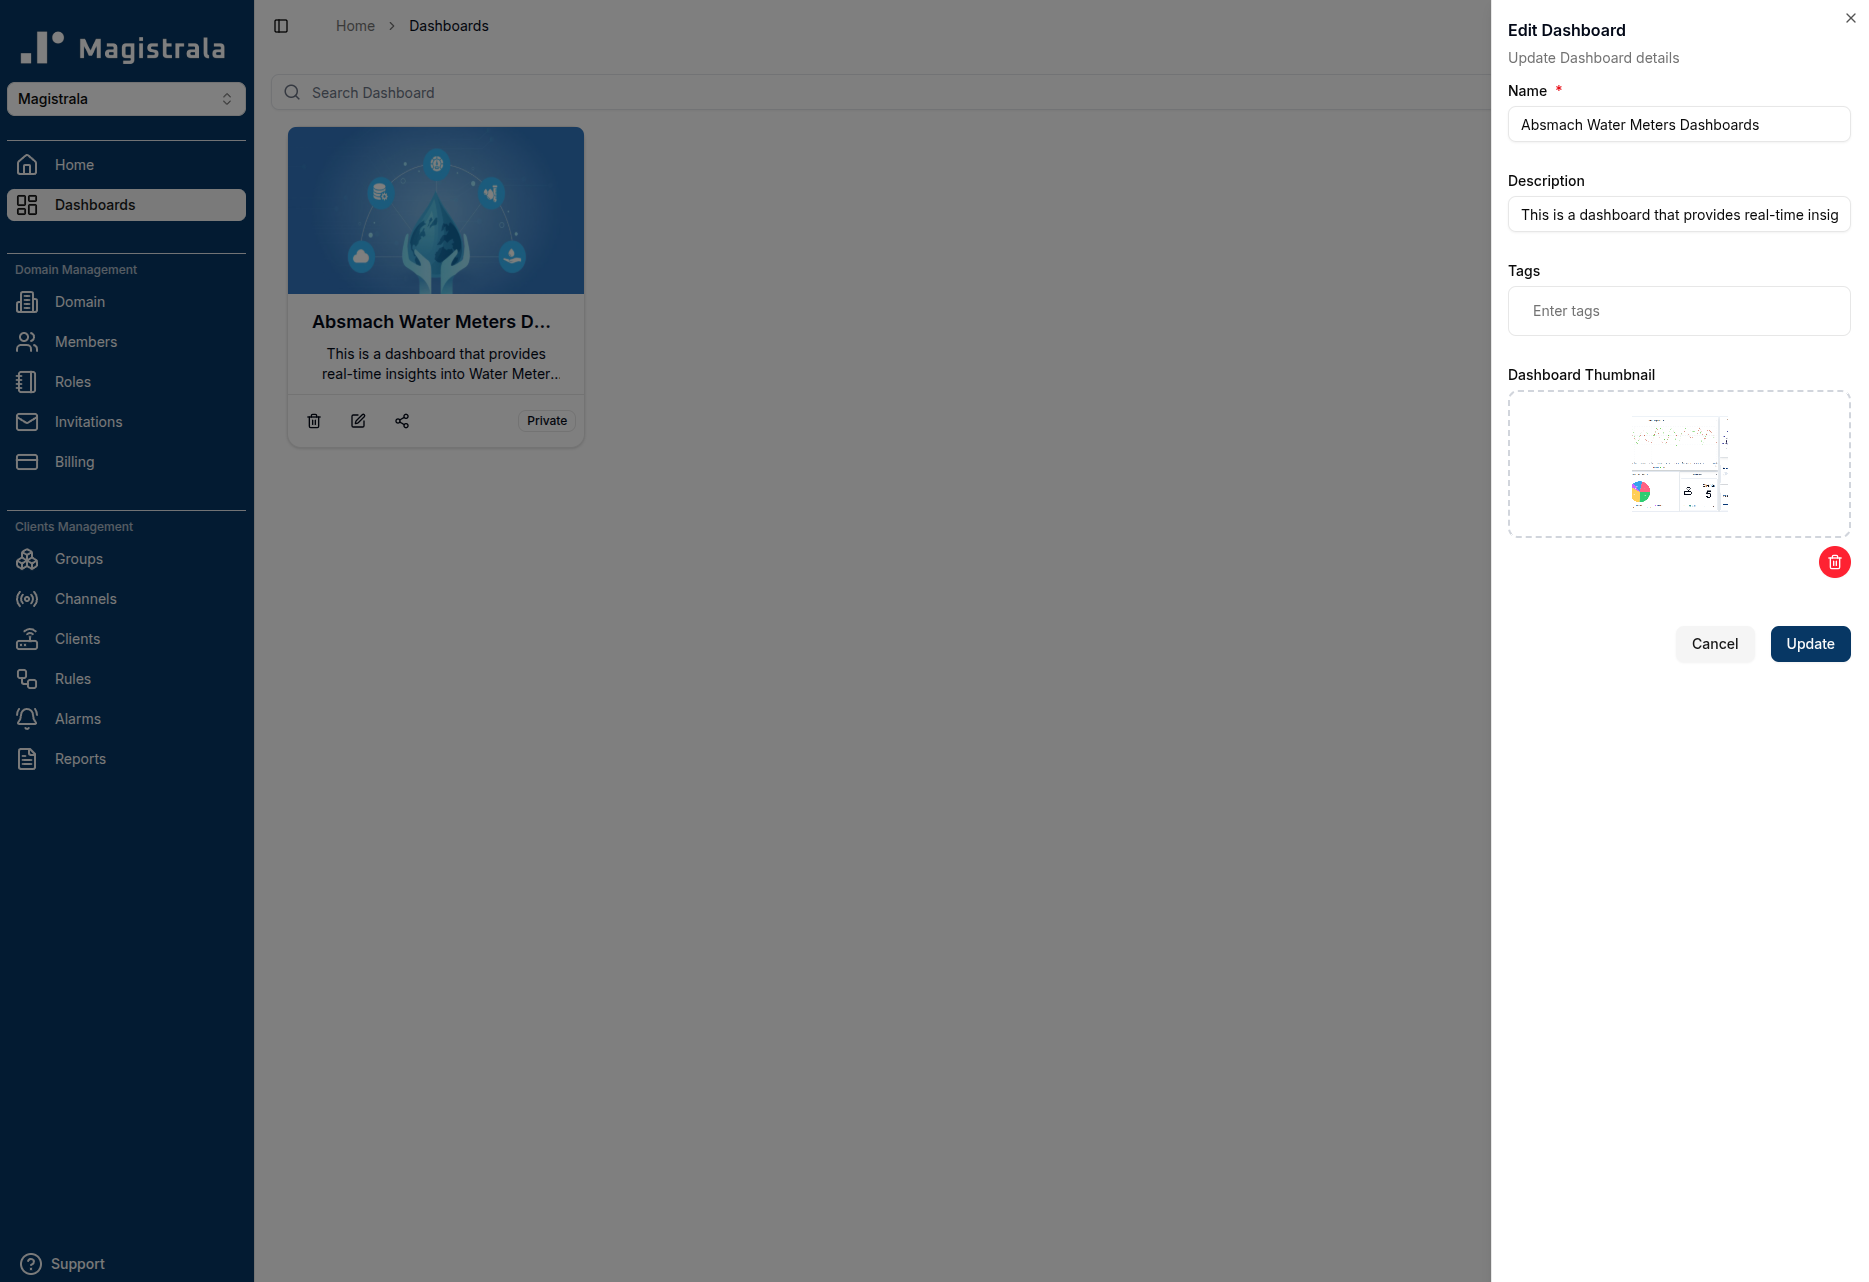 Magistrala
Magistrala
Home
Dashboards
Domain Management
Domain
Members
Roles
Invitations
Billing
Clients Management
Groups
Channels
Clients
Rules
Alarms
Reports
Support
Home > Dashboards
Search Dashboard
Absmach Water Meters D...
This is a dashboard that provides
real-time insights into Water Meter...
Private
Edit Dashboard
Update Dashboard details
Name *
Absmach Water Meters Dashboards
Description
This is a dashboard that provides real-time insig
Tags
Enter tags
Dashboard Thumbnail
5
Cancel
Update